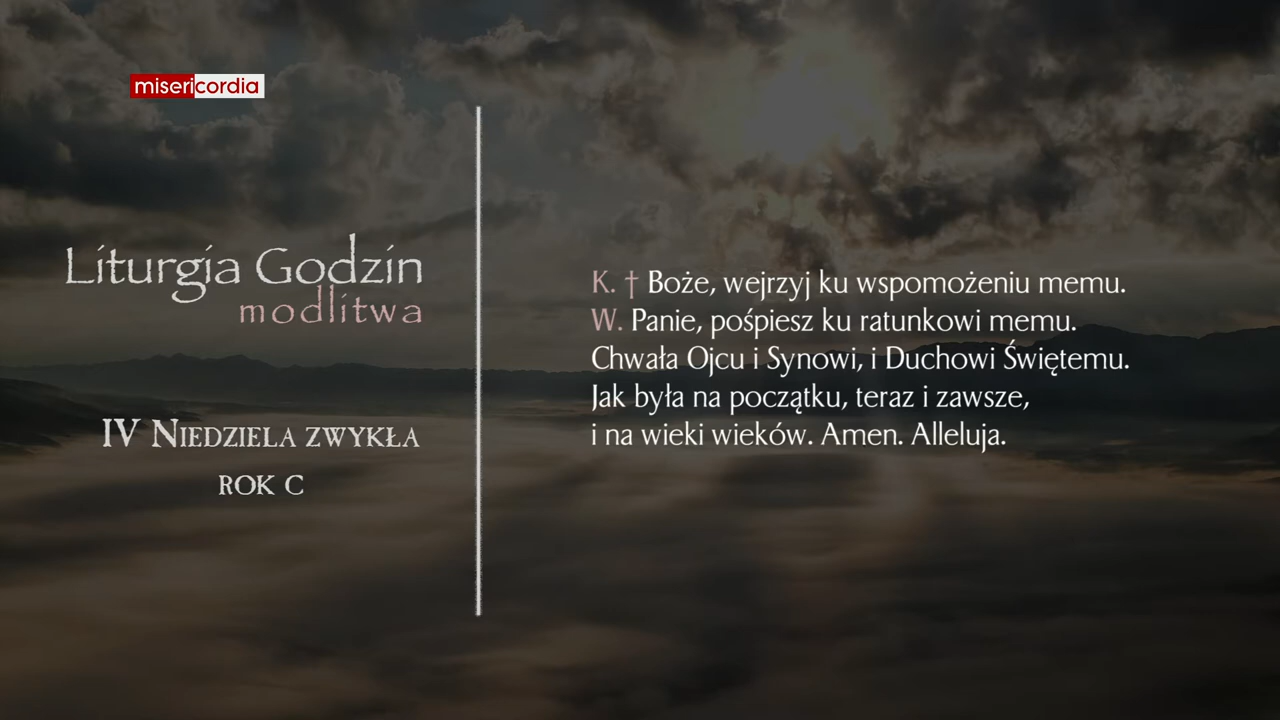 misericordia
Liturgia Godzin
modlitwa
IV Niedziela zwykła
rok C
K. † Boże, wejrzyj ku wspomożeniu memu.
W. Panie, pośpiesz ku ratunkowi memu.
Chwała Ojcu i Synowi, i Duchowi Świętemu.
Jak była na początku, teraz i zawsze,
i na wieki wieków. Amen. Alleluja.